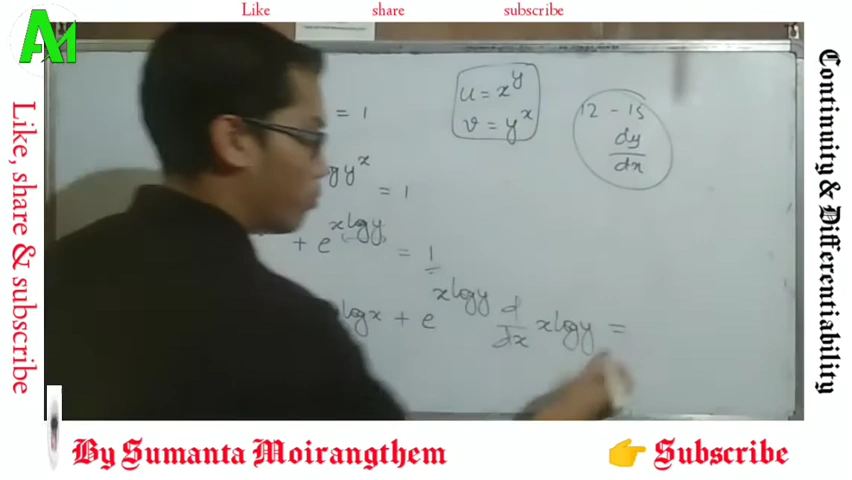 Like share subscribe
AM
Like, share & subscribe
Continuity & Differentiability
= 1
u = x^y
v = y^x
12 - 15
dy/dx
y^x = 1
+ e^{x log y} = 1
log x + e^{x log y} d/dx x log y =
By Sumanta Moirangthem
👉 Subscribe